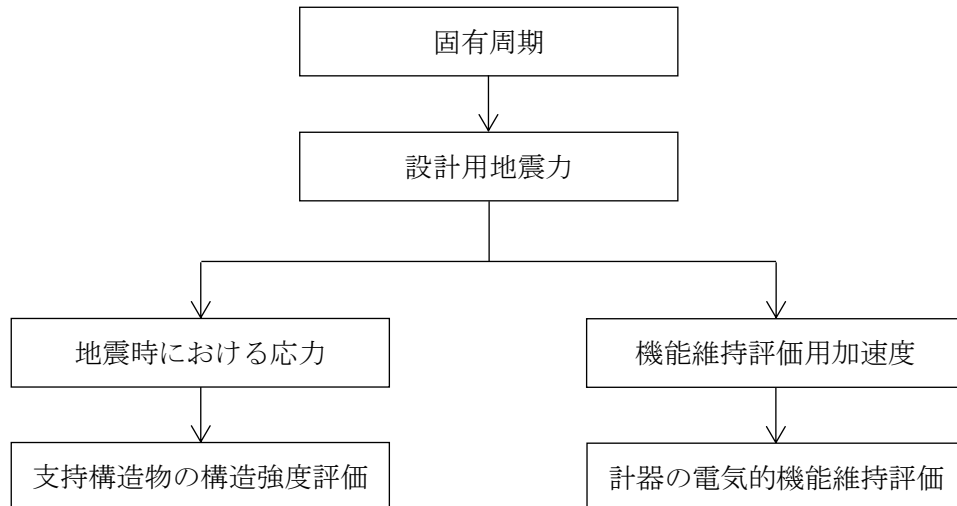 固有周期
設計用地震力
地震時における応力
機能維持評価用加速度
支持構造物の構造強度評価
計器の電気的機能維持評価